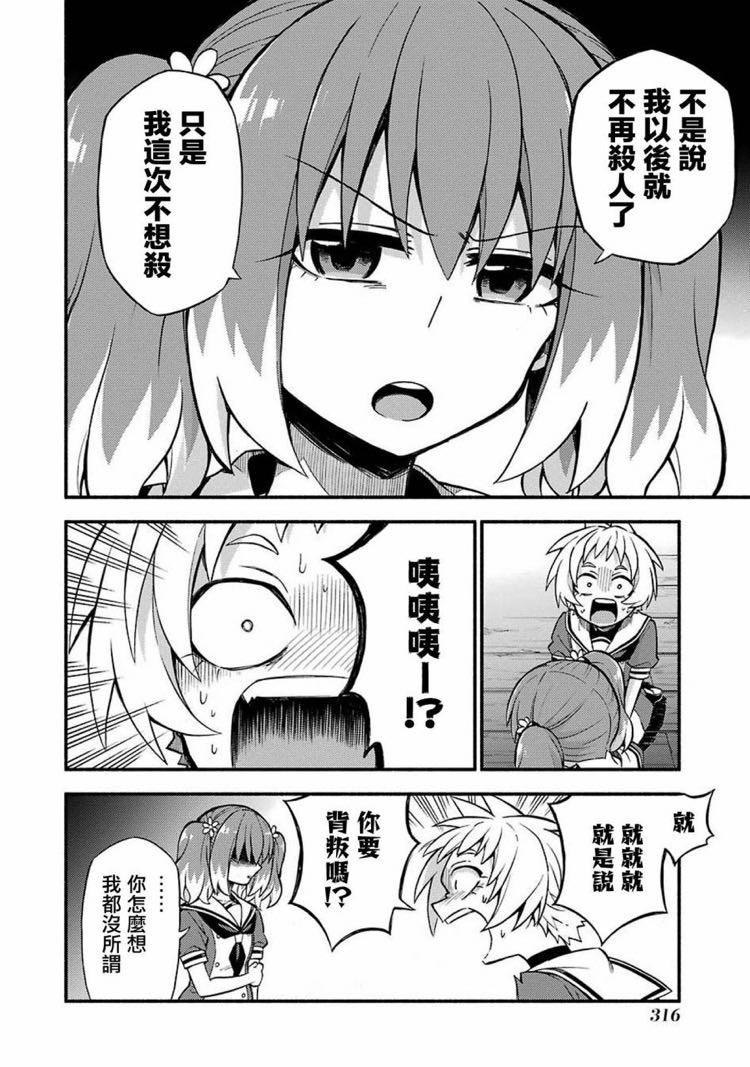 不是說
我以後就
不再殺人了
只是
我這次不想殺
咦咦咦ー!?
就
就就就
就是說
你要
背叛嗎!?
……
你怎麼想
我都沒所謂
316